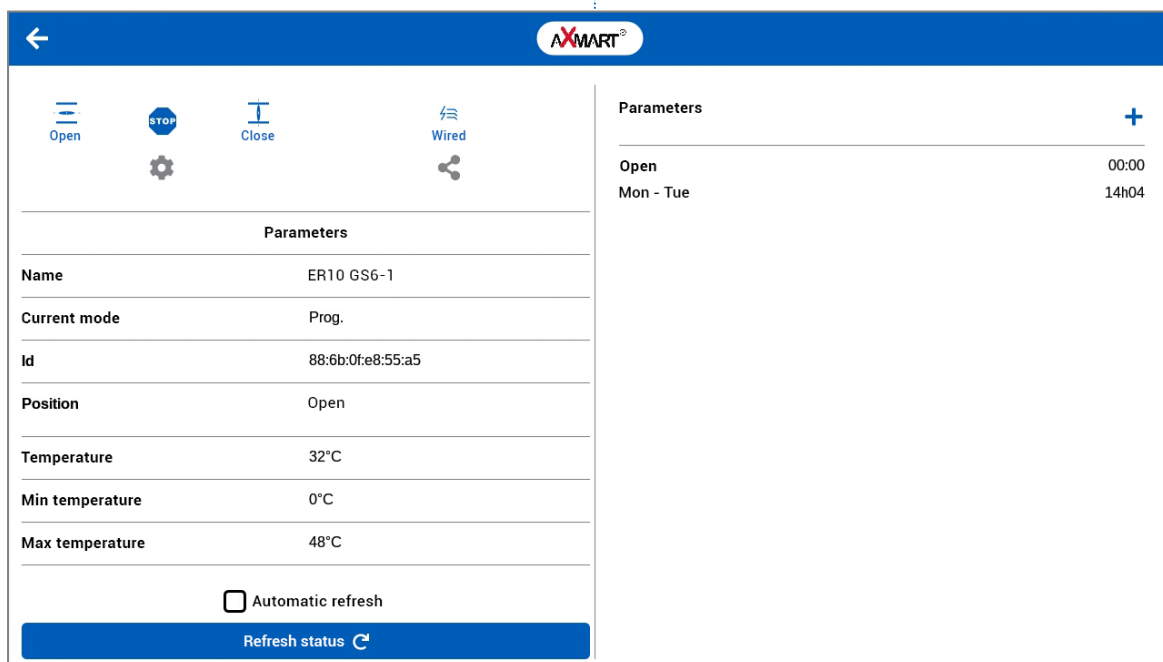 AXMART®
Open
STOP
Close
Wired
Parameters
Name ER10 GS6-1
Current mode Prog.
Id 88:6b:0f:e8:55:a5
Position Open
Temperature 32°C
Min temperature 0°C
Max temperature 48°C
Automatic refresh
Refresh status
Parameters
Open 00:00
Mon - Tue 14h04